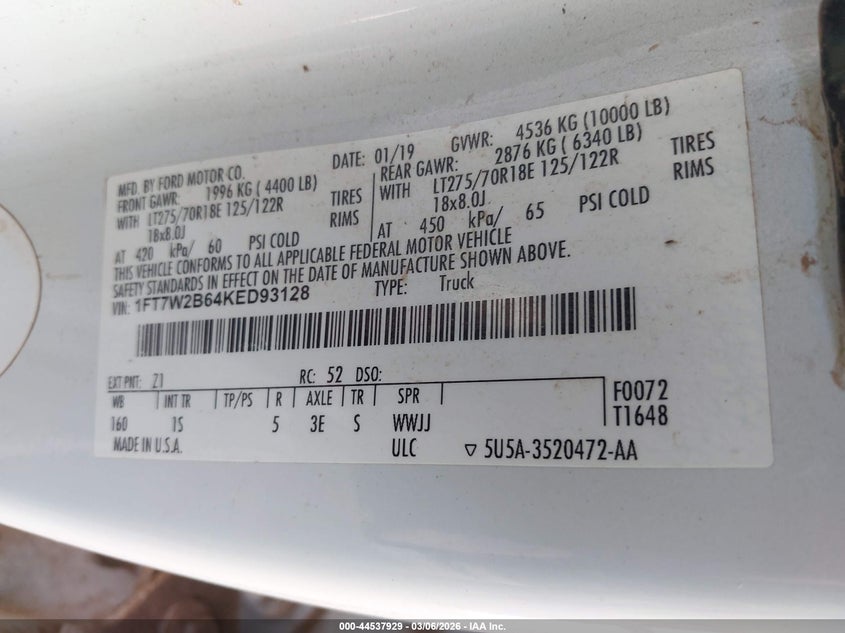 MFD. BY FORD MOTOR CO.
DATE: 01/19
GVWR: 4536 KG (10000 LB)
FRONT GAWR: 1996 KG ( 4400 LB)
REAR GAWR: 2876 KG ( 6340 LB)
WITH LT275/70R18E 125/122R TIRES
WITH LT275/70R18E 125/122R TIRES
18x8.0J RIMS
18x8.0J RIMS
AT 420 kPa/ 60 PSI COLD
AT 450 kPa/ 65 PSI COLD
THIS VEHICLE CONFORMS TO ALL APPLICABLE FEDERAL MOTOR VEHICLE
SAFETY STANDARDS IN EFFECT ON THE DATE OF MANUFACTURE SHOWN ABOVE.
VIN: 1FT7W2B64KED93128 TYPE: Truck
EXT PNT: Z1 RC: 52 DSO:
WB INT TR TP/PS R AXLE TR SPR
160 1S 5 3E S WWJJ
F0072
T1648
MADE IN U.S.A. ULC ▽ 5U5A-3520472-AA
000-44537929 - 03/06/2026 - IAA Inc.